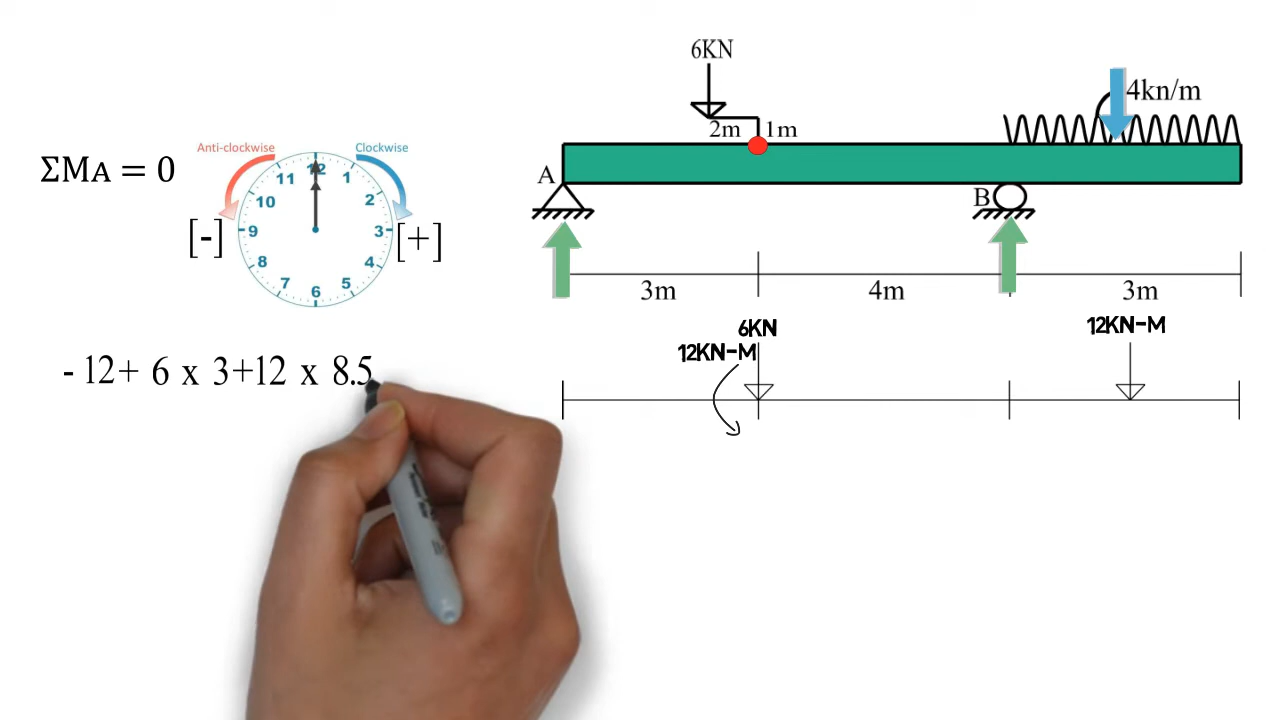 6KN
4kn/m
2m 1m
Anti-clockwise
Clockwise
ΣMA = 0
12
1
2
3
4
5
6
7
8
9
10
11
[-]
[+]
A
B
3m
4m
3m
6KN
12KN-M
12KN-M
- 12+ 6 x 3+12 x 8.5